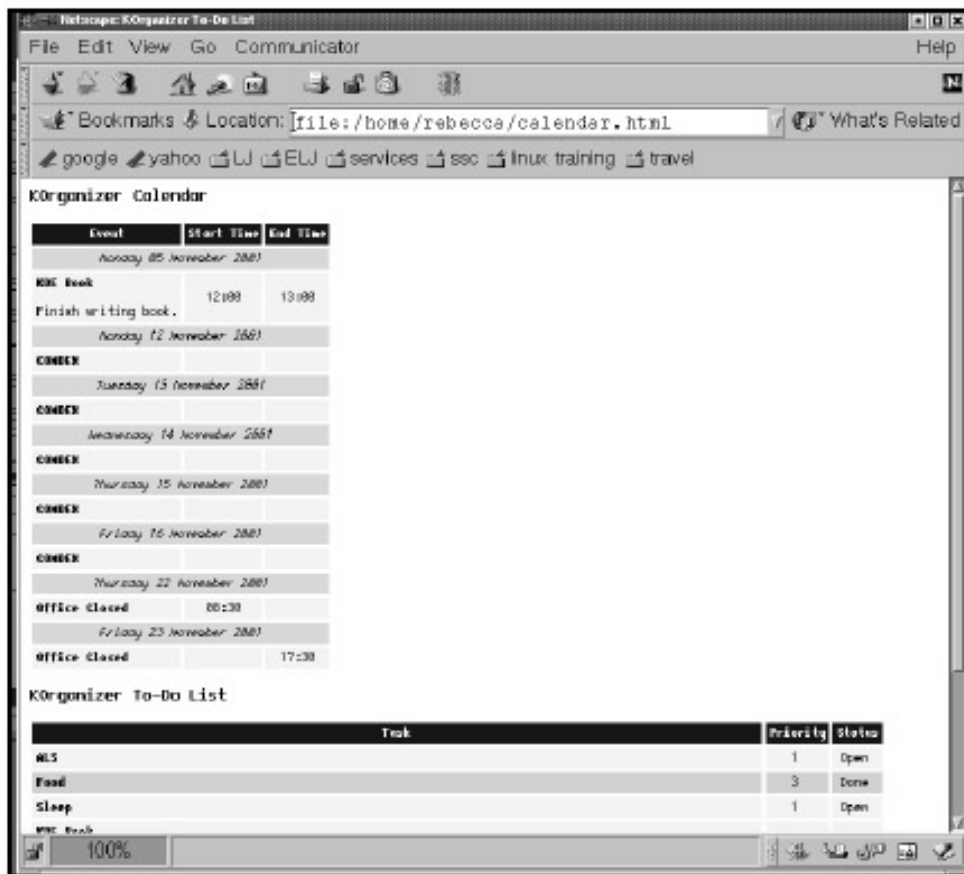 Netscape: KOrganizer To-Do List
File Edit View Go Communicator Help
Bookmarks Location: file:/home/rebecca/calendar.html What's Related
google yahoo LJ ELJ services ssc linux training travel
KOrganizer Calendar
Event Start Time End Time
Monday 05 November 2001
KDE Book
12:00 13:00
Finish writing book.
Monday 12 November 2001
COMDEX
Tuesday 13 November 2001
COMDEX
Wednesday 14 November 2001
COMDEX
Thursday 15 November 2001
COMDEX
Friday 16 November 2001
COMDEX
Thursday 22 November 2001
Office Closed 08:30
Friday 23 November 2001
Office Closed 17:30
KOrganizer To-Do List
Task Priority Status
ALS 1 Open
Food 3 Done
Sleep 1 Open
KDE Book
100%